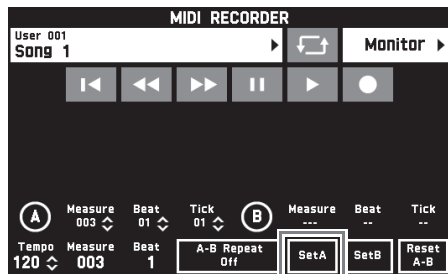 MIDI RECORDER
User 001
Song 1
Monitor
A Measure Beat Tick B Measure Beat Tick
003 01 01 --- -- --
Tempo Measure Beat A-B Repeat SetA SetB Reset
120 003 1 Off A-B